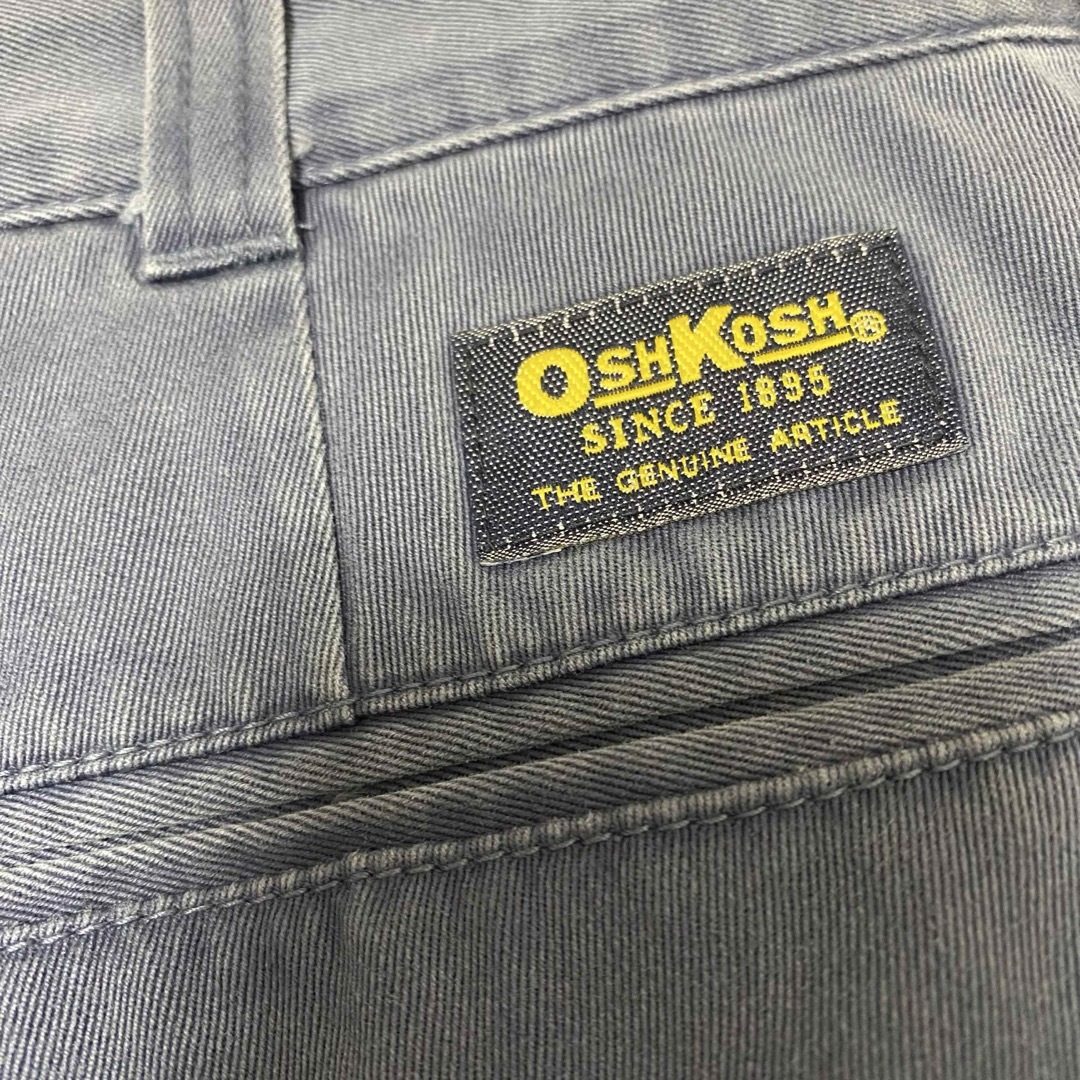 OSHKOSH®
SINCE 1895
THE GENUINE ARTICLE